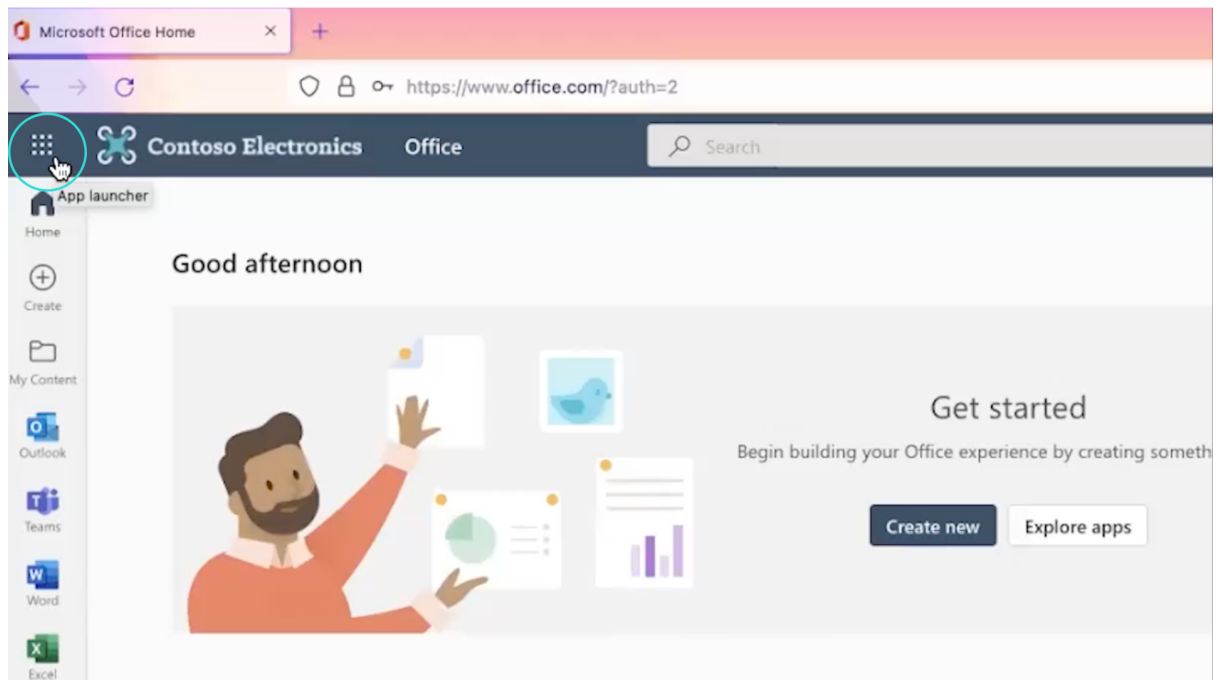 Microsoft Office Home
https://www.office.com/?auth=2
Contoso Electronics
Office
Search
App launcher
Home
Create
My Content
Outlook
Teams
Word
Excel
Good afternoon
Get started
Begin building your Office experience by creating someth
Create new
Explore apps